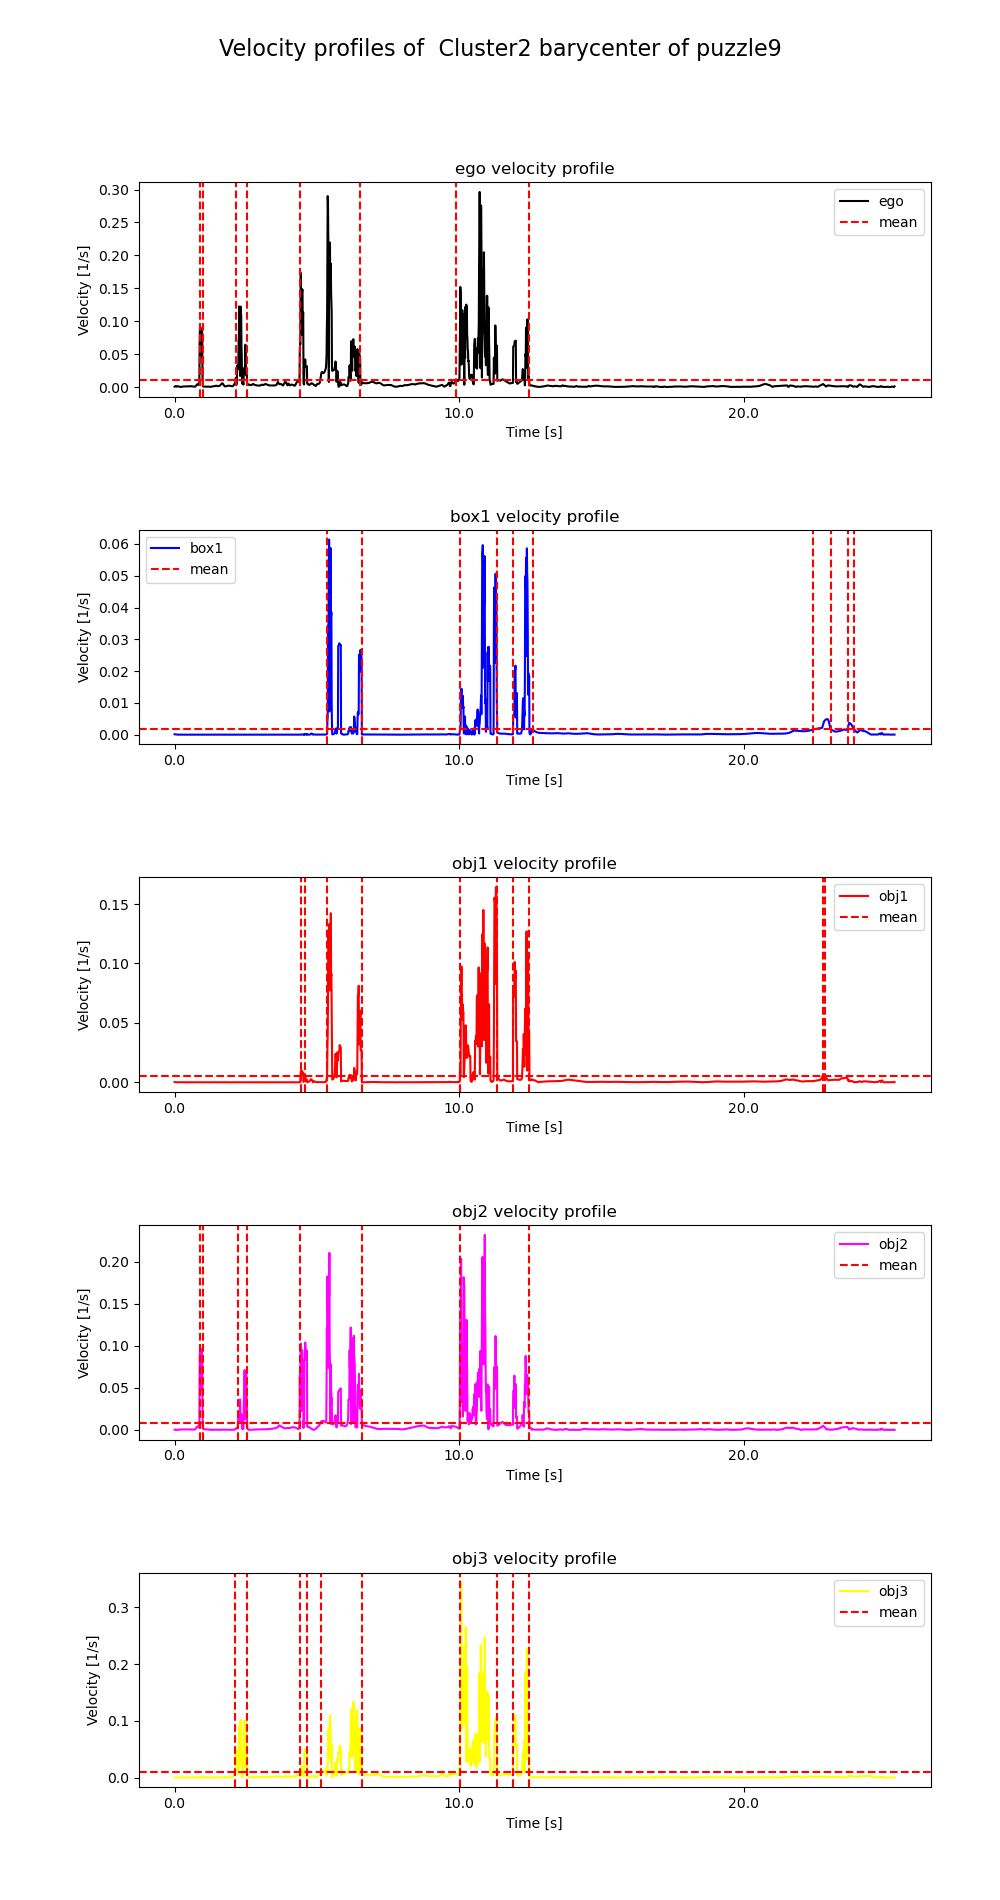 Velocity profiles of  Cluster2 barycenter of puzzle9
ego velocity profile
0.30
0.25
0.20
0.15
0.10
0.05
0.00
Velocity [1/s]
ego
mean
0.0
10.0
20.0
Time [s]
box1 velocity profile
0.06
0.05
0.04
0.03
0.02
0.01
0.00
Velocity [1/s]
box1
mean
0.0
10.0
20.0
Time [s]
obj1 velocity profile
0.15
0.10
0.05
0.00
Velocity [1/s]
obj1
mean
0.0
10.0
20.0
Time [s]
obj2 velocity profile
0.20
0.15
0.10
0.05
0.00
Velocity [1/s]
obj2
mean
0.0
10.0
20.0
Time [s]
obj3 velocity profile
0.3
0.2
0.1
0.0
Velocity [1/s]
obj3
mean
0.0
10.0
20.0
Time [s]